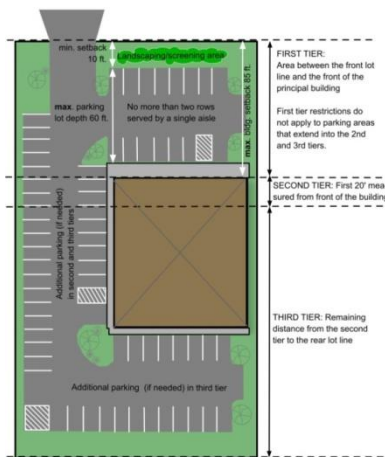 min. setback
10 ft.
Landscaping/screening area
max. parking
lot depth 60 ft.
No more than two rows
served by a single aisle
max. bldg. setback 85 ft.
FIRST TIER:
Area between the front lot
line and the front of the
principal building
First tier restrictions do
not apply to parking areas
that extend into the 2nd
and 3rd tiers.
SECOND TIER: First 20' mea-
sured from front of the building
Additional parking (if needed)
in second and third tiers
THIRD TIER: Remaining
distance from the second
tier to the rear lot line
Additional parking (if needed) in third tier